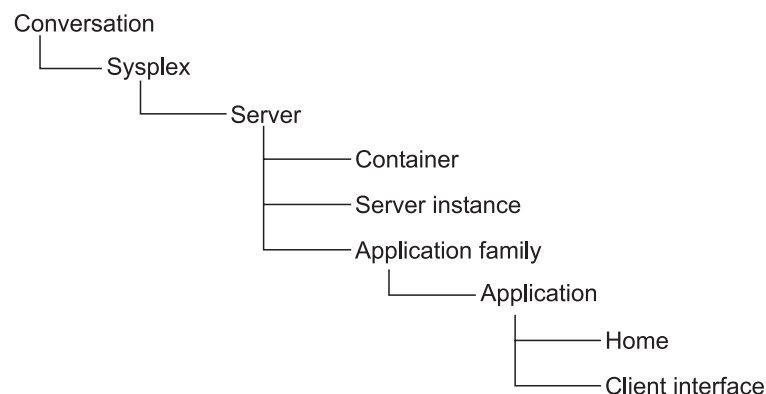 Conversation
Sysplex
Server
Container
Server instance
Application family
Application
Home
Client interface